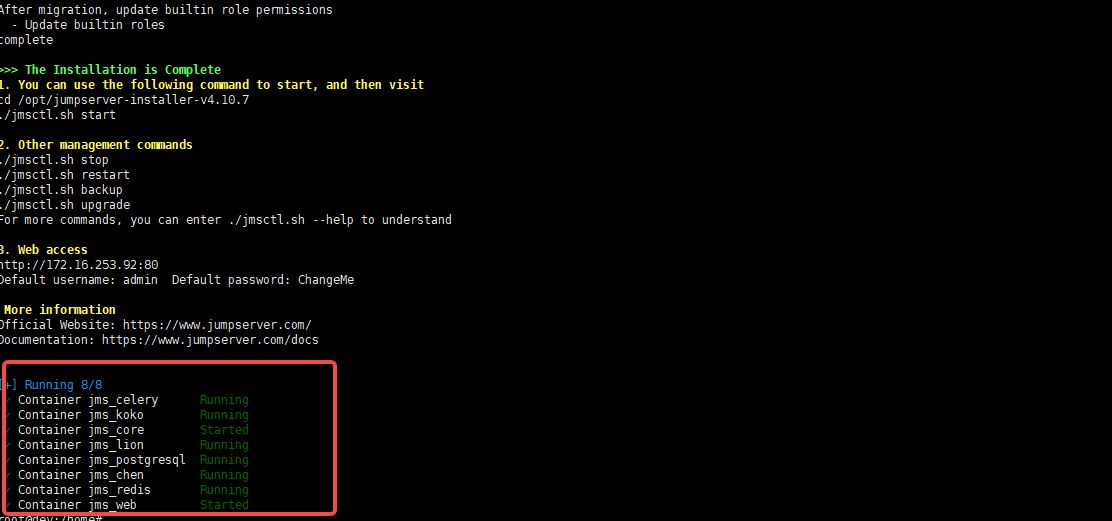 After migration, update builtin role permissions
- Update builtin roles
complete
>>> The Installation is Complete
1. You can use the following command to start, and then visit
cd /opt/jumpserver-installer-v4.10.7
./jmsctl.sh start
2. Other management commands
./jmsctl.sh stop
./jmsctl.sh restart
./jmsctl.sh backup
./jmsctl.sh upgrade
For more commands, you can enter ./jmsctl.sh --help to understand
3. Web access
http://172.16.253.92:80
Default username: admin  Default password: ChangeMe
More information
Official Website: https://www.jumpserver.com/
Documentation: https://www.jumpserver.com/docs
[+] Running 8/8
✓ Container jms_celery Running
✓ Container jms_koko Running
✓ Container jms_core Started
✓ Container jms_lion Running
✓ Container jms_postgresql Running
✓ Container jms_chen Running
✓ Container jms_redis Running
✓ Container jms_web Started
root@dev:/home#